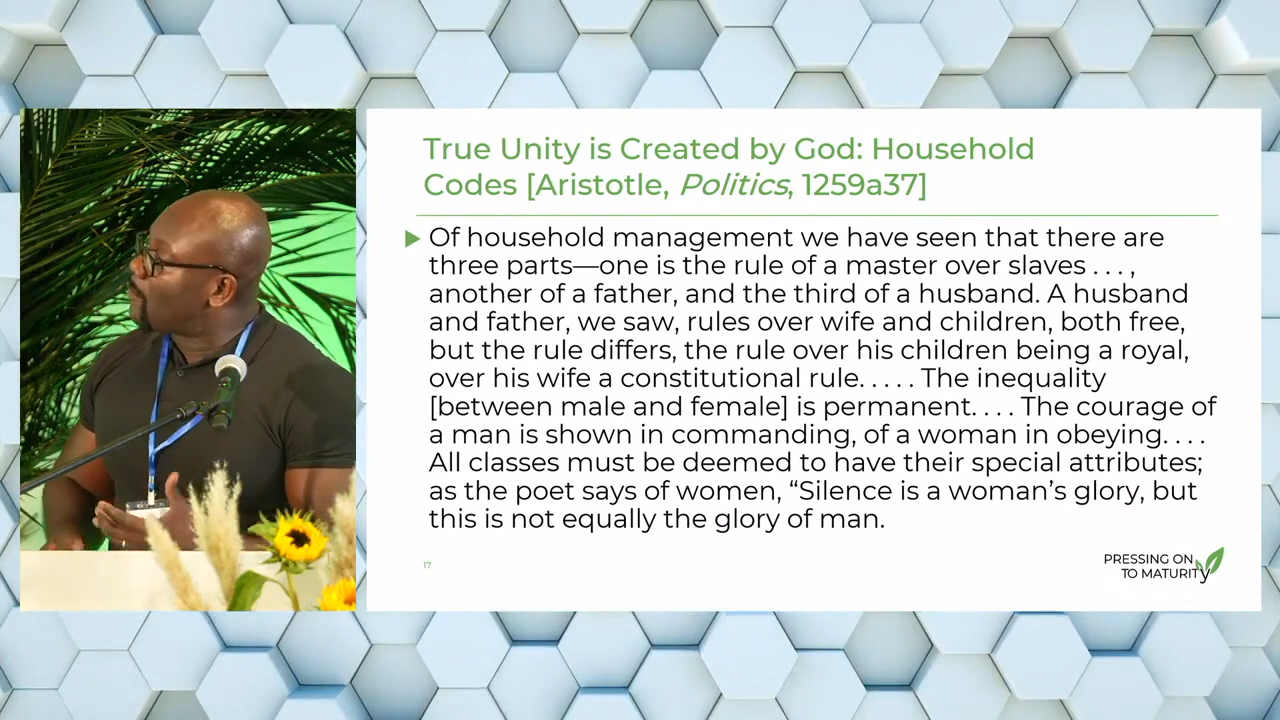 True Unity is Created by God: Household
Codes [Aristotle, Politics, 1259a37]
Of household management we have seen that there are
three parts—one is the rule of a master over slaves . . . ,
another of a father, and the third of a husband. A husband
and father, we saw, rules over wife and children, both free,
but the rule differs, the rule over his children being a royal,
over his wife a constitutional rule. . . . . The inequality
[between male and female] is permanent. . . . The courage of
a man is shown in commanding, of a woman in obeying. . . .
All classes must be deemed to have their special attributes;
as the poet says of women, “Silence is a woman’s glory, but
this is not equally the glory of man.
17
PRESSING ON
TO MATURITy